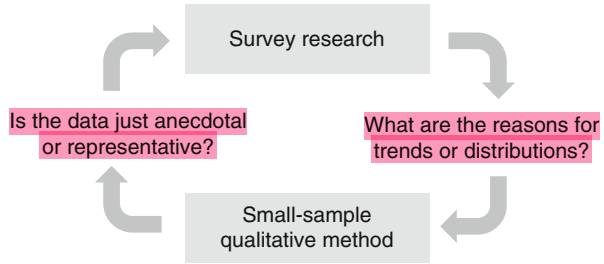 Survey research
Is the data just anecdotal
or representative?
What are the reasons for
trends or distributions?
Small-sample
qualitative method